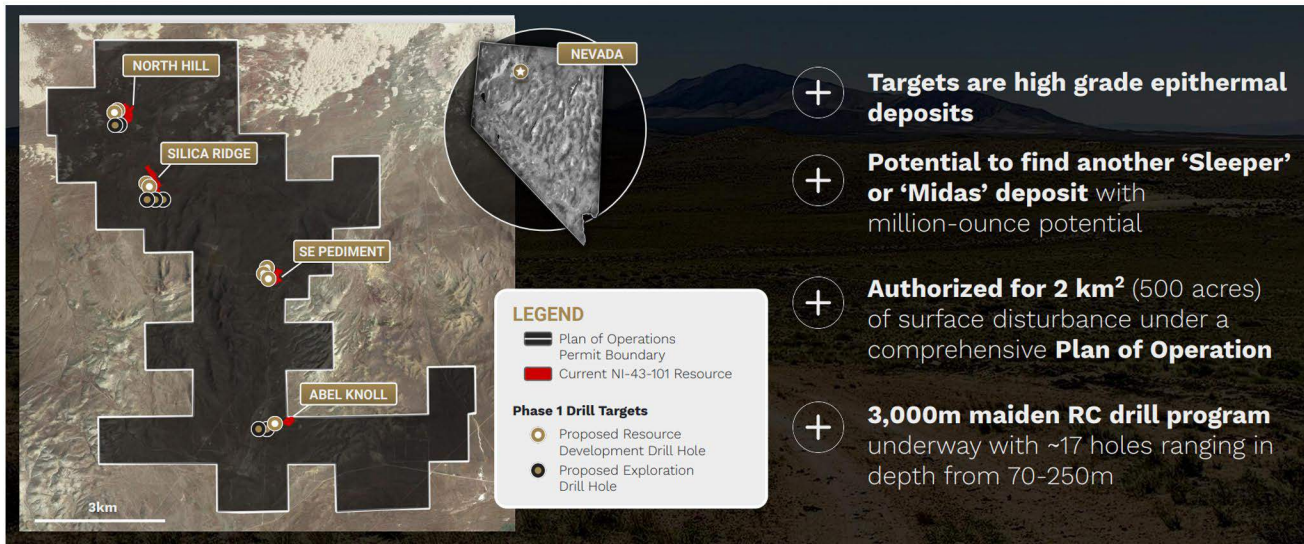 NORTH HILL
SILICA RIDGE
SE PEDIMENT
ABEL KNOLL
3km
NEVADA
LEGEND
Plan of Operations
Permit Boundary
Current NI-43-101 Resource
Phase 1 Drill Targets
Proposed Resource
Development Drill Hole
Proposed Exploration
Drill Hole
Targets are high grade epithermal
deposits
Potential to find another ‘Sleeper’
or ‘Midas’ deposit with
million-ounce potential
Authorized for 2 km² (500 acres)
of surface disturbance under a
comprehensive Plan of Operation
3,000m maiden RC drill program
underway with ~17 holes ranging in
depth from 70-250m